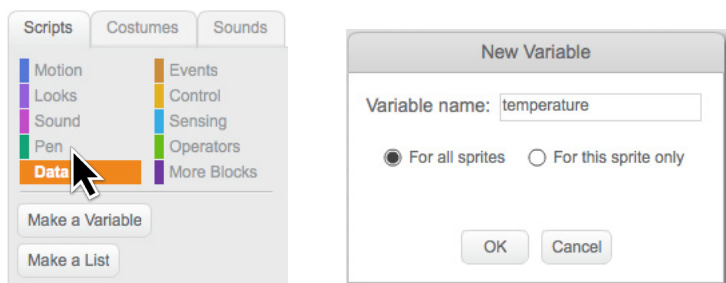 Scripts Costumes Sounds
Motion Events
Looks Control
Sound Sensing
Pen Operators
Data More Blocks
Make a Variable
Make a List
New Variable
Variable name: temperature
For all sprites For this sprite only
OK Cancel